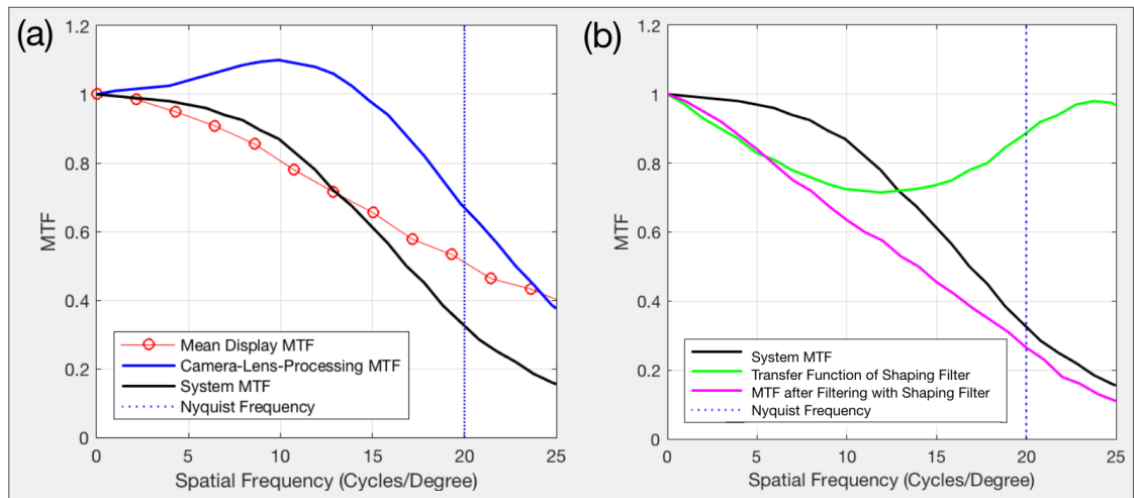 (a)
1.2
1
0.8
0.6
0.4
0.2
0
MTF
Mean Display MTF
Camera-Lens-Processing MTF
System MTF
Nyquist Frequency
0 5 10 15 20 25
Spatial Frequency (Cycles/Degree)
(b)
1.2
1
0.8
0.6
0.4
0.2
0
MTF
System MTF
Transfer Function of Shaping Filter
MTF after Filtering with Shaping Filter
Nyquist Frequency
0 5 10 15 20 25
Spatial Frequency (Cycles/Degree)